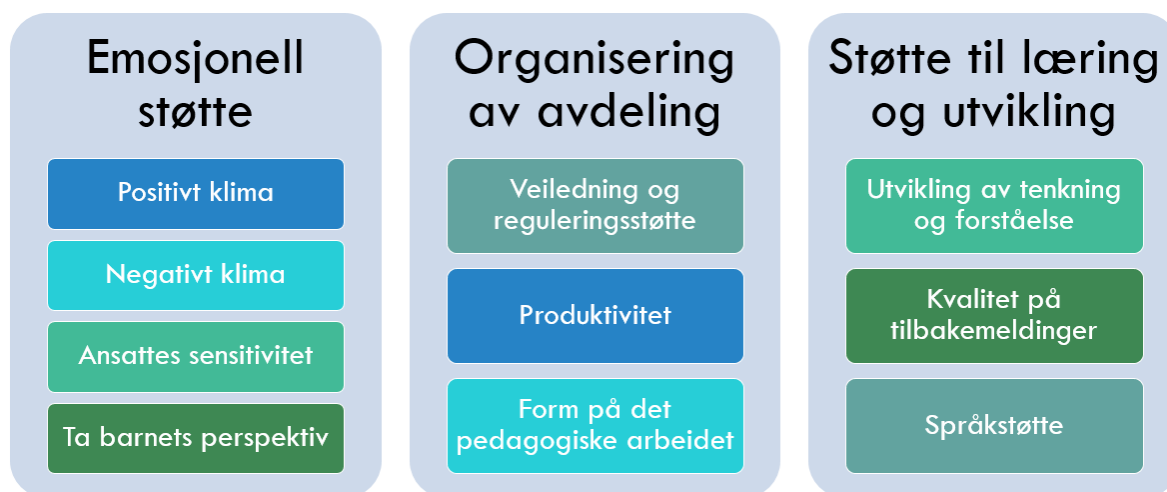 Emosjonell
støtte
Positivt klima
Negativt klima
Ansattes sensitivitet
Ta barnets perspektiv
Organisering
av avdeling
Veiledning og
reguleringsstøtte
Produktivitet
Form på det
pedagogiske arbeidet
Støtte til læring
og utvikling
Utvikling av tenkning
og forståelse
Kvalitet på
tilbakemeldinger
Språkstøtte